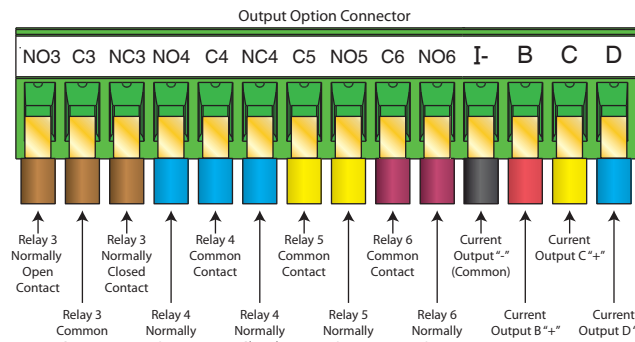 Output Option Connector
NO3 C3 NC3 NO4 C4 NC4 C5 NO5 C6 NO6 I- B C D
Relay 3
Normally
Open
Contact
Relay 3
Normally
Closed
Contact
Relay 4
Common
Contact
Relay 5
Common
Contact
Relay 6
Common
Contact
Current
Output "-"
(Common)
Current
Output C "+"
Relay 3
Common
Relay 4
Normally
Relay 4
Normally
Relay 5
Normally
Relay 6
Normally
Current
Output B "+"
Current
Output D "